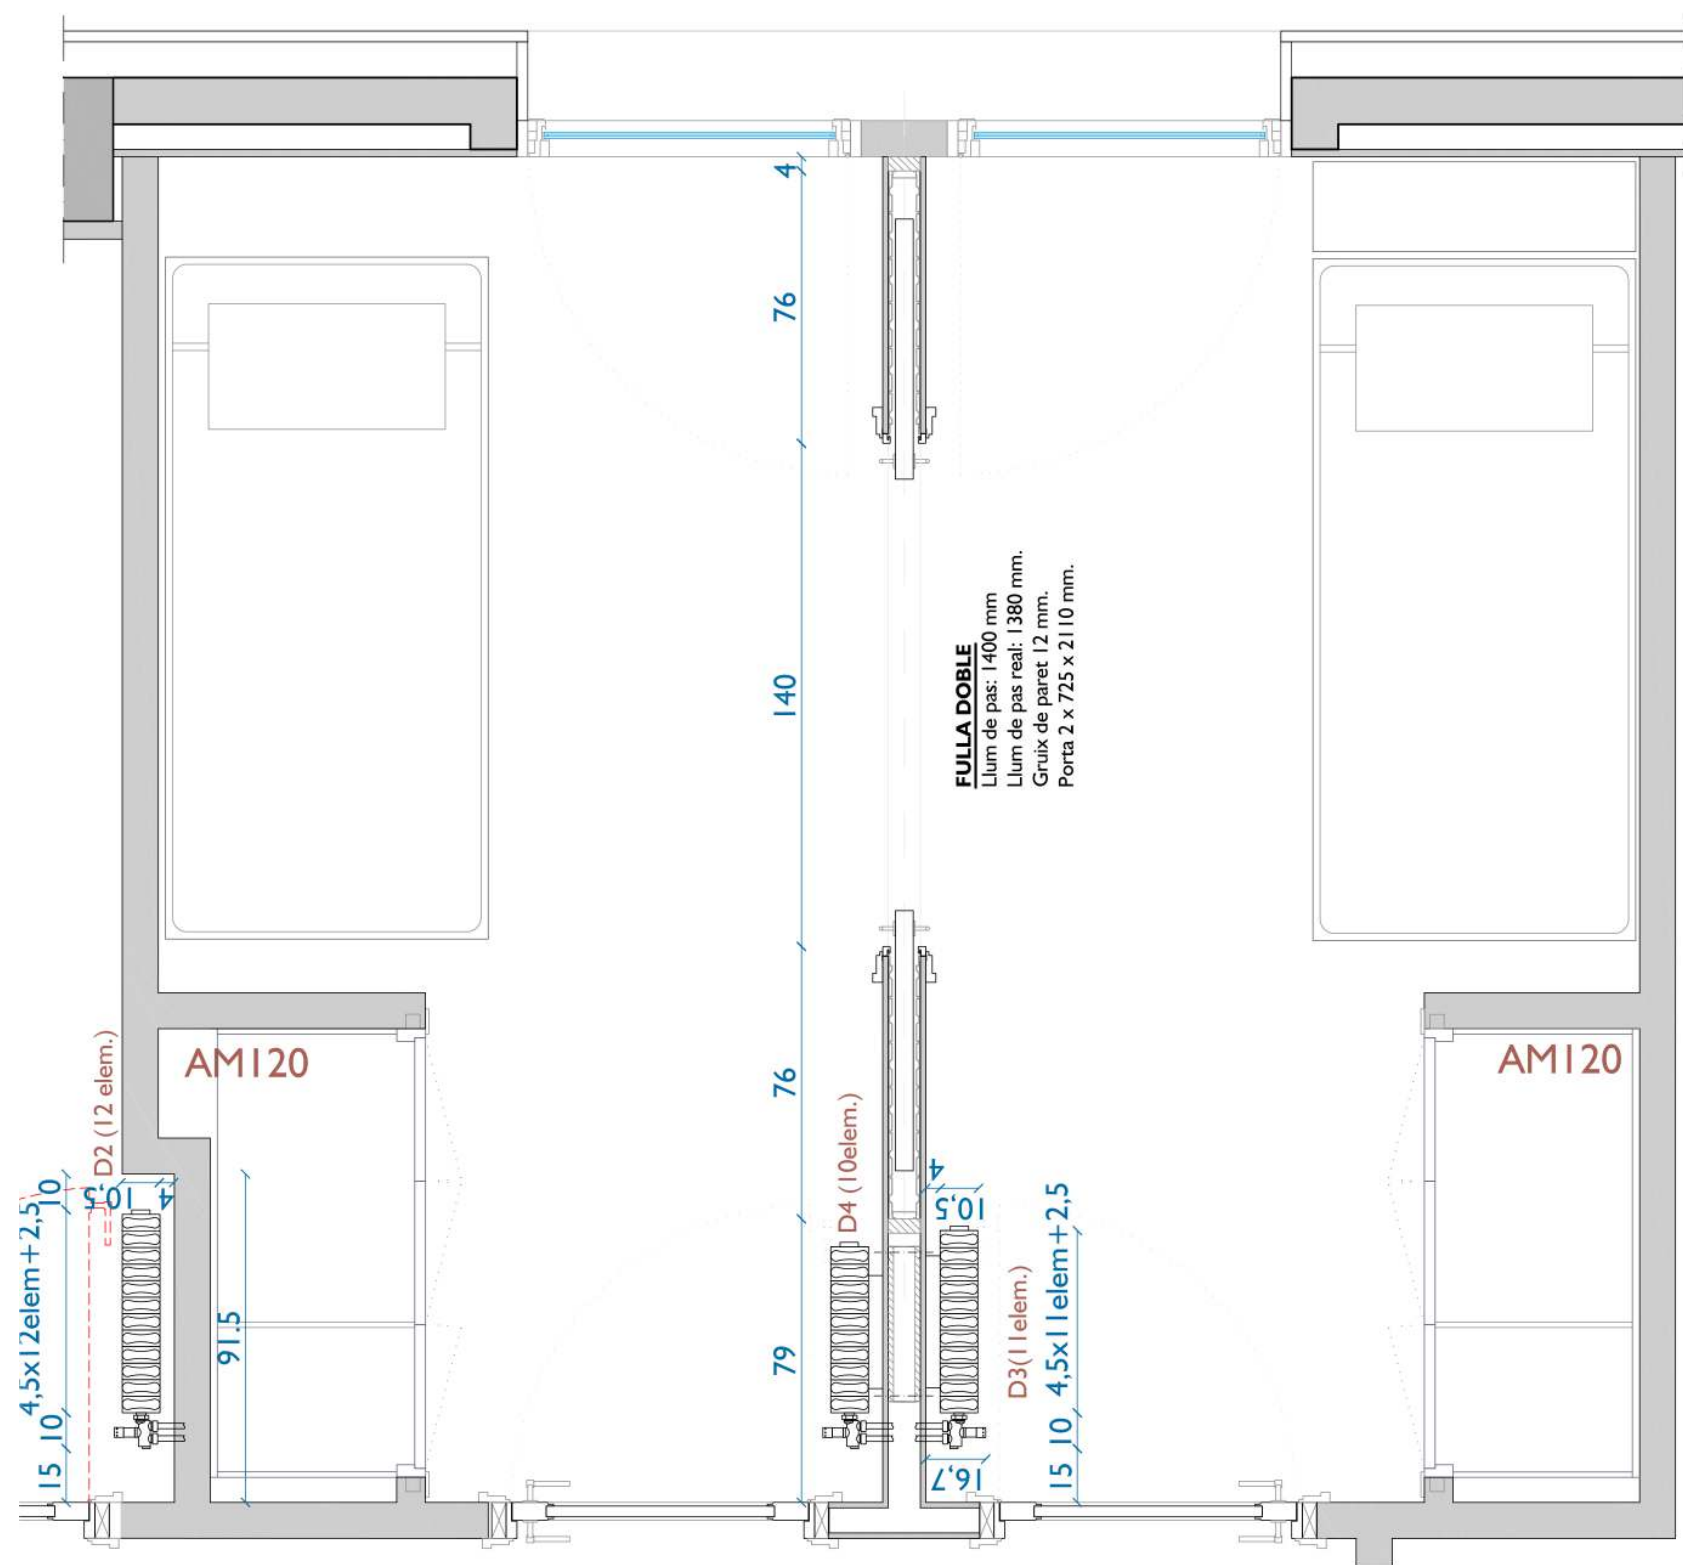 4
76
140
76
79
FULLA DOBLE
Llum de pas: 1400 mm
Llum de pas real: 1380 mm.
Gruix de paret 12 mm.
Porta 2 x 725 x 2110 mm.
AM120
AM120
D2 (12 elem.)
10,5
4
10
4,5x12elem+2,5
10
15
91.5
D4 (10elem.)
4
10,5
D3(11elem.)
4,5x11elem+2,5
10
15
16,7